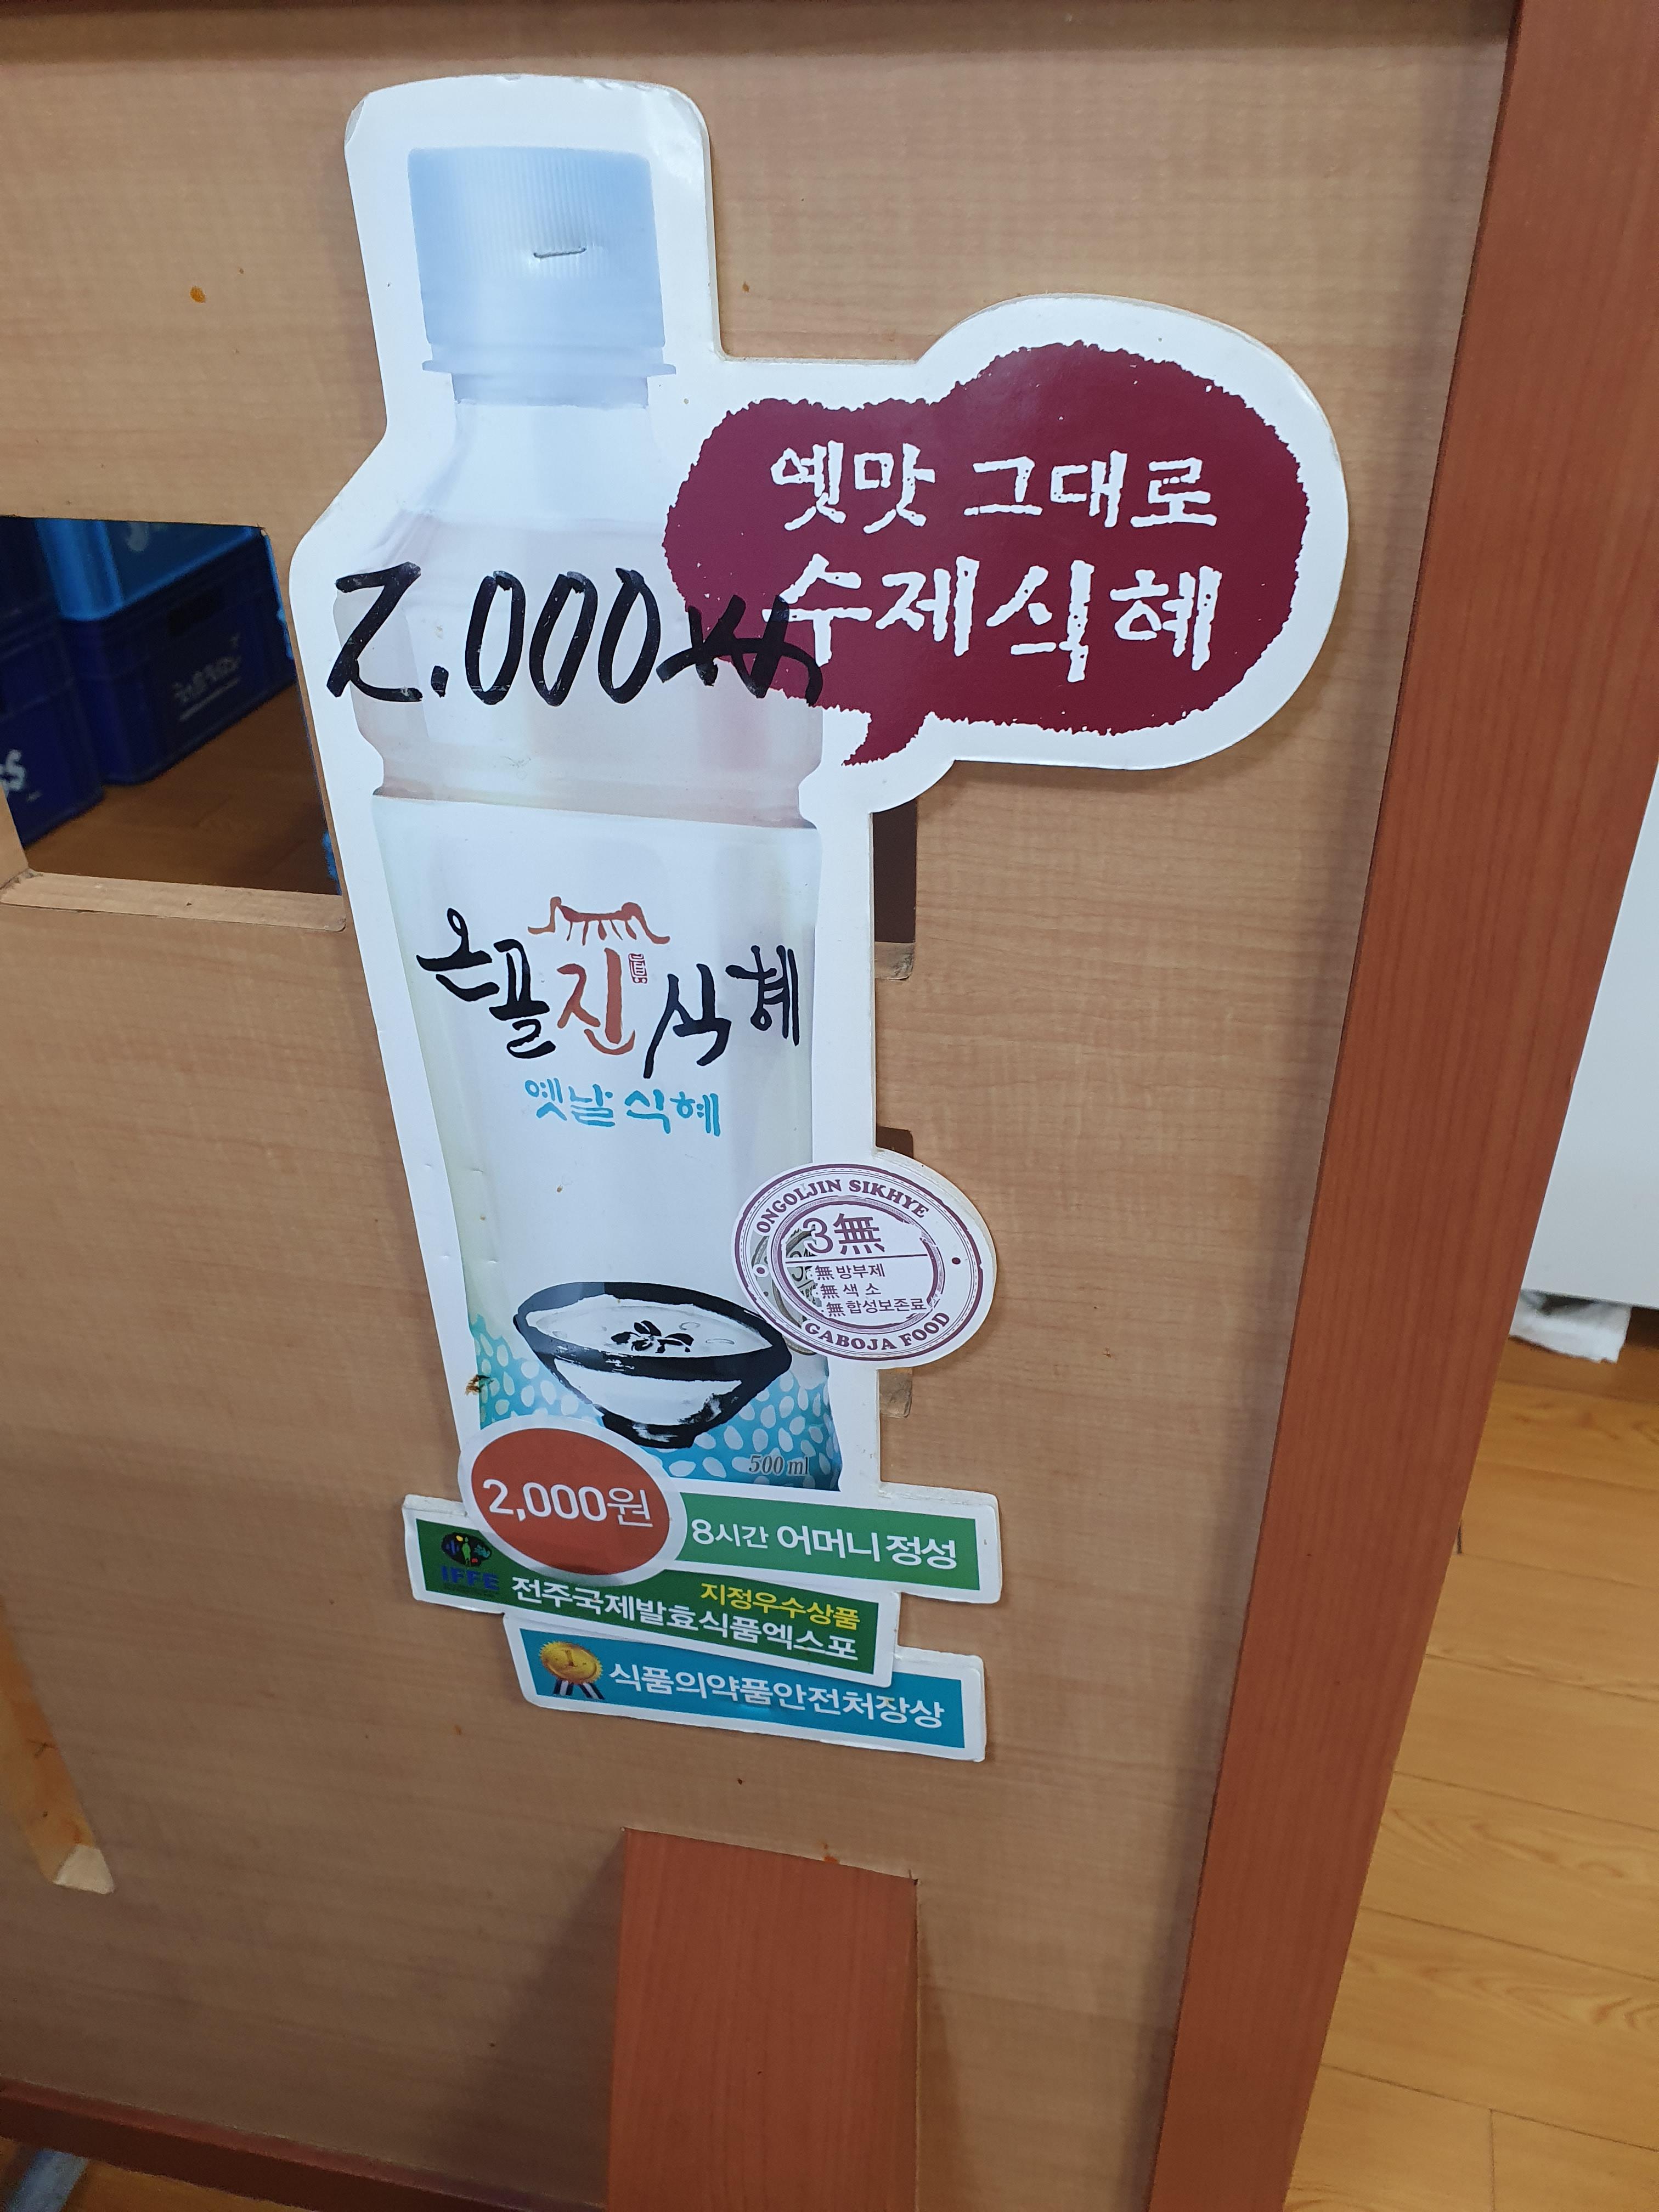 옛맛 그대로
수제식혜
2.000
온골진식혜
眞
옛날 식혜
ONGOLJIN SIKHYE
3無
無 방부제
無 색 소
無 합성보존료
GABOJA FOOD
500 ml
2,000원
8시간 어머니 정성
IFFE
지정우수상품
전주국제발효식품엑스포
1
식품의약품안전처장상